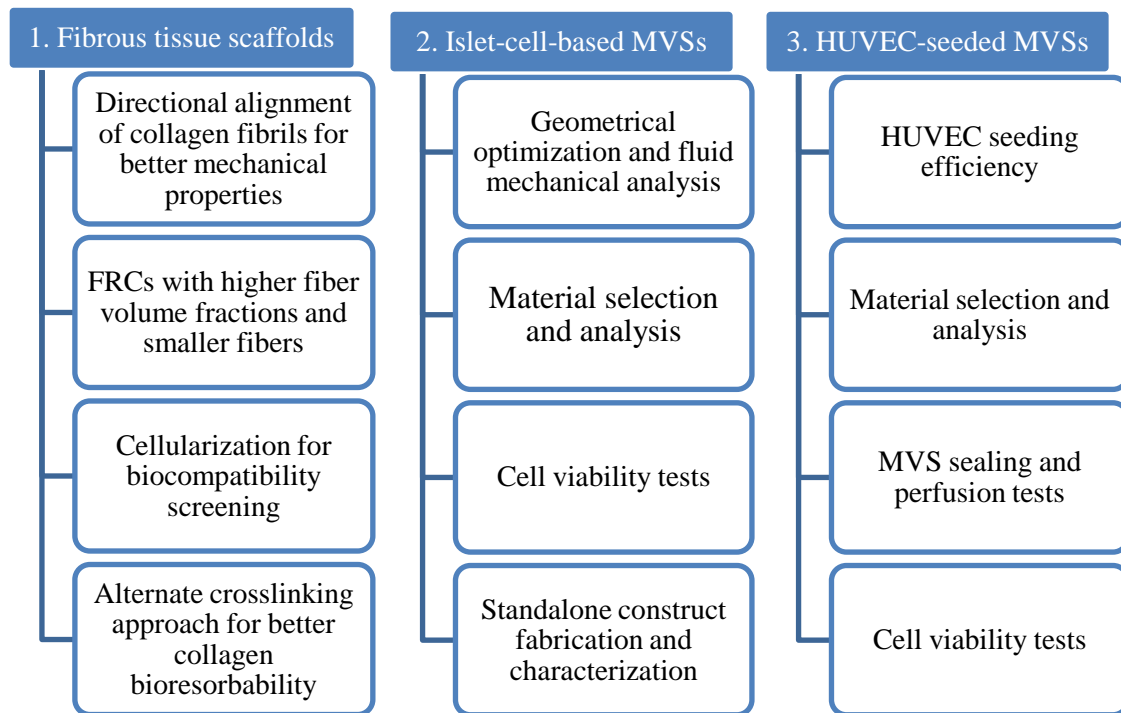 1. Fibrous tissue scaffolds
Directional alignment
of collagen fibrils for
better mechanical
properties
FRCs with higher fiber
volume fractions and
smaller fibers
Cellularization for
biocompatibility
screening
Alternate crosslinking
approach for better
collagen
bioresorbability
2. Islet-cell-based MVSs
Geometrical
optimization and fluid
mechanical analysis
Material selection
and analysis
Cell viability tests
Standalone construct
fabrication and
characterization
3. HUVEC-seeded MVSs
HUVEC seeding
efficiency
Material selection and
analysis
MVS sealing and
perfusion tests
Cell viability tests